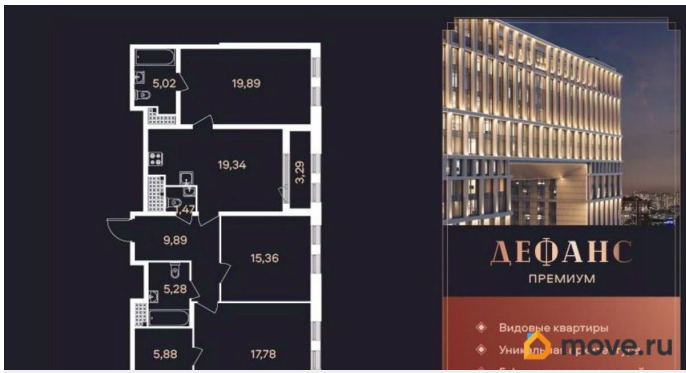 5,02
19,89
19,34
3,29
1,47
9,89
15,36
5,28
5,88
17,78
ДЕФАНС
ПРЕМИУМ
Видовые квартиры
move.ru